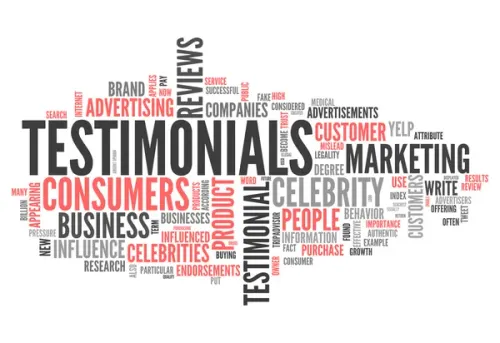 REVIEWS
BRAND
APPLIES
PAY
SERVICE
SUCCESSFUL
PUBLIC
FAKE
HIGH
MEDICAL
INTERNET
ADVERTISING
NOW
COMPANIES
CONSIDERED
ADVERTISEMENTS
SEARCH
TRUST
CUSTOMER
YELP
ATTRIBUTE
TESTIMONIALS
BECOME
MISLEAD
LEGALITY
MARKETING
MANY
CONSUMERS
PRODUCTS
ACCORDING
WORD
CELEBRITY
DEGREE
USE
WRITE
RESULTS
REVIEW
APPEARING
BILLION
BUSINESS
TERM
BUSINESSES
PRODUCT
TESTIMONIAL
PEOPLE
BEHAVIOR
INDEX
CUSTOMERS
ADVERTISERS
OFFERING
TWEET
OFTEN
NEW
PRESSURE
INFLUENCE
INFLUENCED
INFORMATION
FOUND
EFFECTIVE
IMPORTANCE
AUTHENTIC
EXAMPLE
CELEBRITIES
BUYING
TRIPADVISOR
FACT
PURCHASE
GROWTH
RESEARCH
ALSO
PARTICULAR
QUALITY
ENDORSEMENTS
PUT
OWNER
CONSUMER